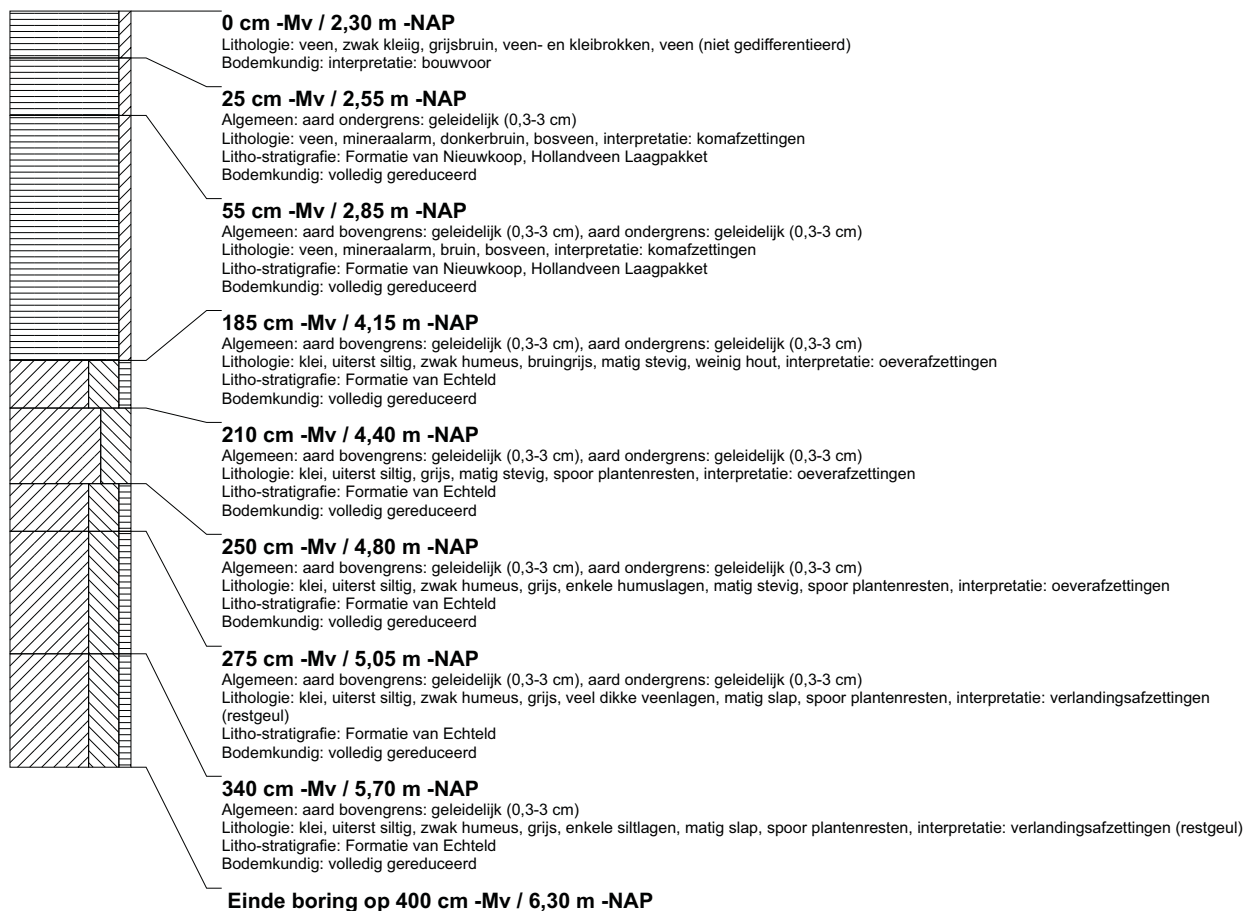 0 cm -Mv / 2,30 m -NAP
Lithologie: veen, zwak kleiig, grijsbruin, veen- en kleibrokken, veen (niet gedifferentieerd)
Bodemkundig: interpretatie: bouwvoor
25 cm -Mv / 2,55 m -NAP
Algemeen: aard ondergrens: geleidelijk (0,3-3 cm)
Lithologie: veen, mineraalarm, donkerbruin, bosveen, interpretatie: komafzettingen
Litho-stratigrafie: Formatie van Nieuwkoop, Hollandveen Laagpakket
Bodemkundig: volledig gereduceerd
55 cm -Mv / 2,85 m -NAP
Algemeen: aard bovengrens: geleidelijk (0,3-3 cm), aard ondergrens: geleidelijk (0,3-3 cm)
Lithologie: veen, mineraalarm, bruin, bosveen, interpretatie: komafzettingen
Litho-stratigrafie: Formatie van Nieuwkoop, Hollandveen Laagpakket
Bodemkundig: volledig gereduceerd
185 cm -Mv / 4,15 m -NAP
Algemeen: aard bovengrens: geleidelijk (0,3-3 cm), aard ondergrens: geleidelijk (0,3-3 cm)
Lithologie: klei, uiterst siltig, zwak humeus, bruingrijs, matig stevig, weinig hout, interpretatie: oeverafzettingen
Litho-stratigrafie: Formatie van Echteld
Bodemkundig: volledig gereduceerd
210 cm -Mv / 4,40 m -NAP
Algemeen: aard bovengrens: geleidelijk (0,3-3 cm), aard ondergrens: geleidelijk (0,3-3 cm)
Lithologie: klei, uiterst siltig, grijs, matig stevig, spoor plantenresten, interpretatie: oeverafzettingen
Litho-stratigrafie: Formatie van Echteld
Bodemkundig: volledig gereduceerd
250 cm -Mv / 4,80 m -NAP
Algemeen: aard bovengrens: geleidelijk (0,3-3 cm), aard ondergrens: geleidelijk (0,3-3 cm)
Lithologie: klei, uiterst siltig, zwak humeus, grijs, enkele humuslagen, matig stevig, spoor plantenresten, interpretatie: oeverafzettingen
Litho-stratigrafie: Formatie van Echteld
Bodemkundig: volledig gereduceerd
275 cm -Mv / 5,05 m -NAP
Algemeen: aard bovengrens: geleidelijk (0,3-3 cm), aard ondergrens: geleidelijk (0,3-3 cm)
Lithologie: klei, uiterst siltig, zwak humeus, grijs, veel dikke veenlagen, matig slap, spoor plantenresten, interpretatie: verlandingsafzettingen
(restgeul)
Litho-stratigrafie: Formatie van Echteld
Bodemkundig: volledig gereduceerd
340 cm -Mv / 5,70 m -NAP
Algemeen: aard bovengrens: geleidelijk (0,3-3 cm)
Lithologie: klei, uiterst siltig, zwak humeus, grijs, enkele siltlagen, matig slap, spoor plantenresten, interpretatie: verlandingsafzettingen (restgeul)
Litho-stratigrafie: Formatie van Echteld
Bodemkundig: volledig gereduceerd
Einde boring op 400 cm -Mv / 6,30 m -NAP